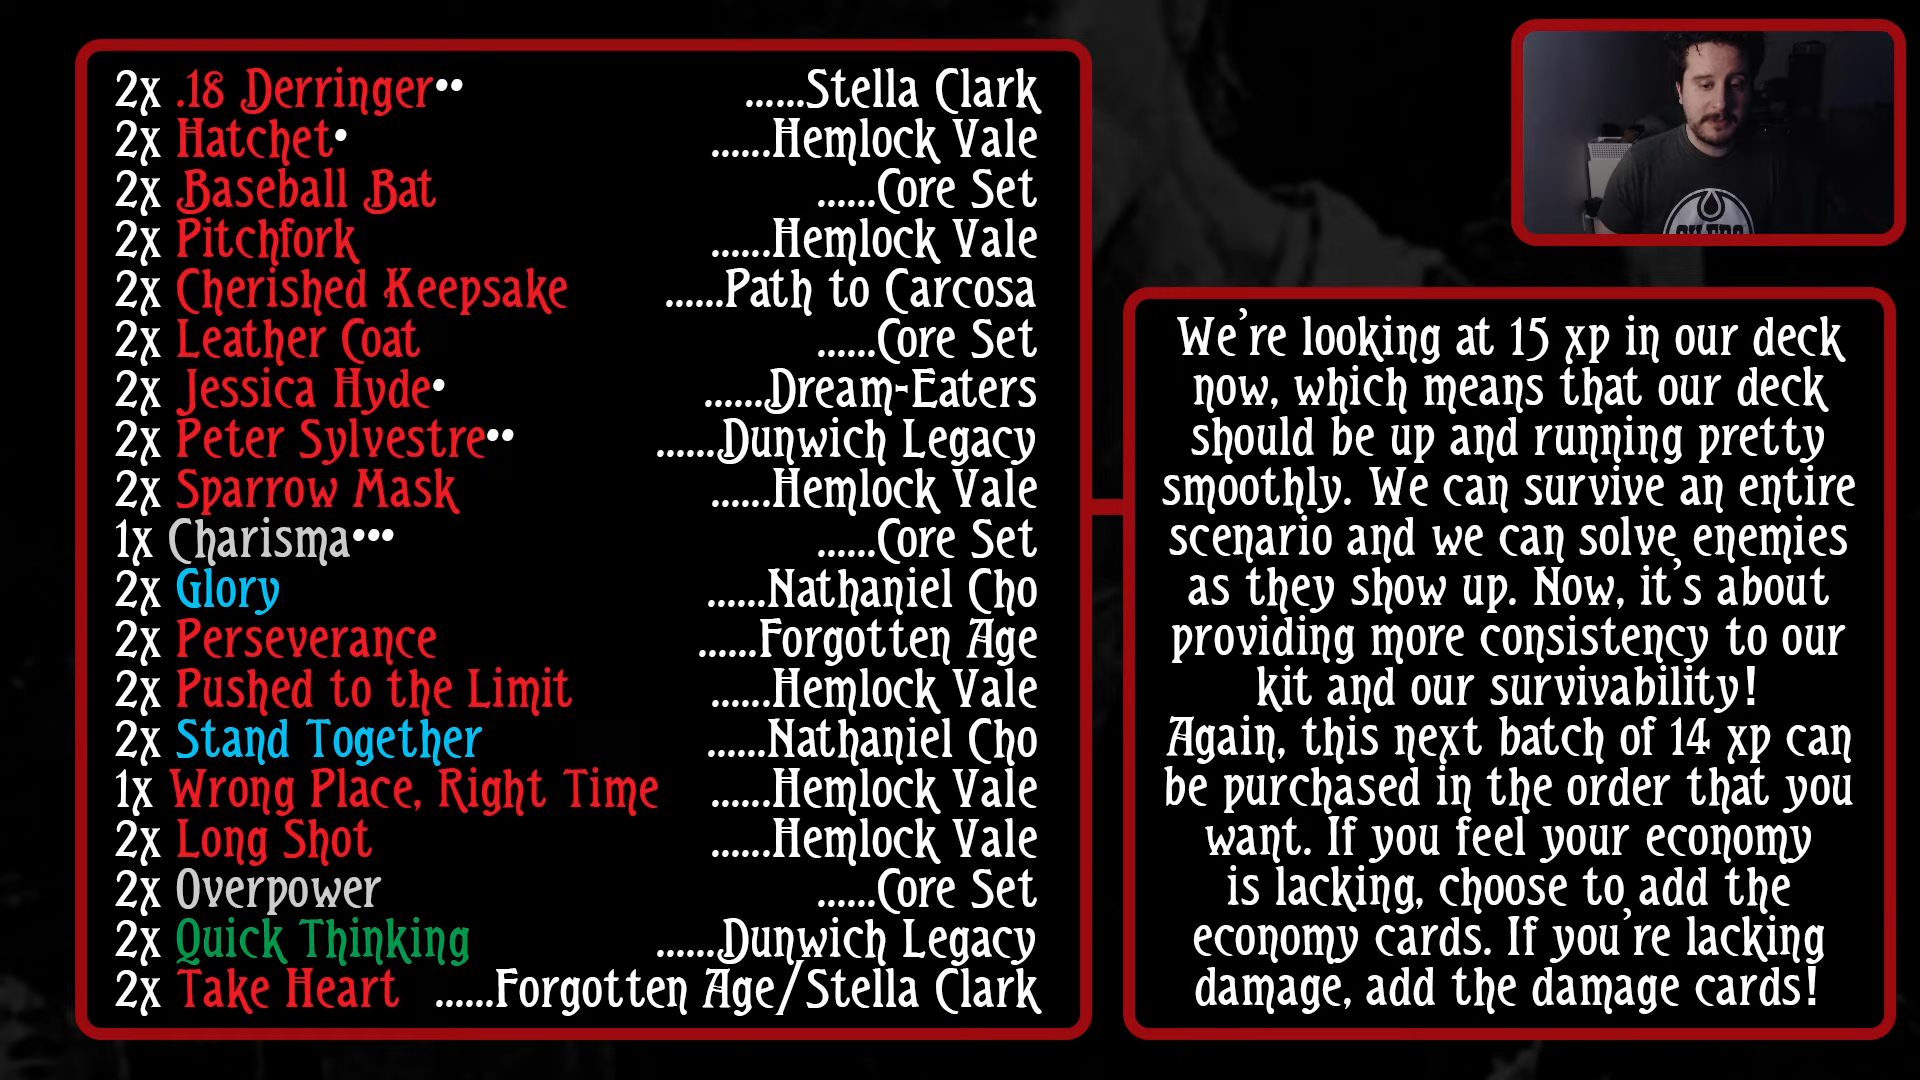 2x .18 Derringer•• ......Stella Clark
2x Hatchet• ......Hemlock Vale
2x Baseball Bat ......Core Set
2x Pitchfork ......Hemlock Vale
2x Cherished Keepsake ......Path to Carcosa
2x Leather Coat ......Core Set
2x Jessica Hyde• ......Dream-Eaters
2x Peter Sylvestre•• ......Dunwich Legacy
2x Sparrow Mask ......Hemlock Vale
1x Charisma••• ......Core Set
2x Glory ......Nathaniel Cho
2x Perseverance ......Forgotten Age
2x Pushed to the Limit ......Hemlock Vale
2x Stand Together ......Nathaniel Cho
1x Wrong Place, Right Time ......Hemlock Vale
2x Long Shot ......Hemlock Vale
2x Overpower ......Core Set
2x Quick Thinking ......Dunwich Legacy
2x Take Heart ......Forgotten Age/Stella Clark
We're looking at 15 xp in our deck
now, which means that our deck
should be up and running pretty
smoothly. We can survive an entire
scenario and we can solve enemies
as they show up. Now, it's about
providing more consistency to our
kit and our survivability!
Again, this next batch of 14 xp can
be purchased in the order that you
want. If you feel your economy
is lacking, choose to add the
economy cards. If you're lacking
damage, add the damage cards!